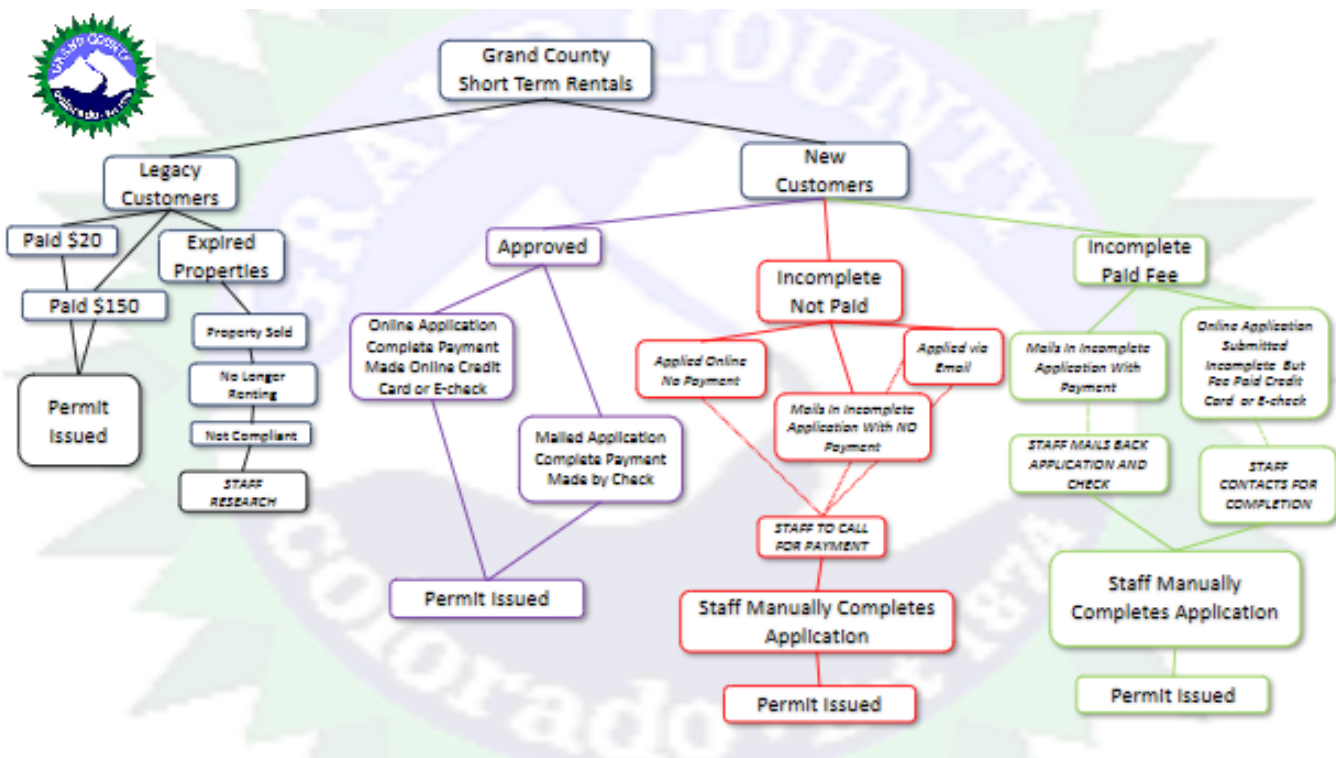 GRAND COUNTY
Colorado · Est 1874
Grand County
Short Term Rentals
Legacy
Customers
New
Customers
Paid $20
Paid $150
Permit
Issued
Expired
Properties
Property Sold
No Longer
Renting
Not Compliant
STAFF
RESEARCH
Approved
Online Application
Complete Payment
Made Online Credit
Card or E-check
Mailed Application
Complete Payment
Made by Check
Permit Issued
Incomplete
Not Paid
Applied Online
No Payment
Mails In Incomplete
Application With NO
Payment
Applied via
Email
STAFF TO CALL
FOR PAYMENT
Staff Manually Completes
Application
Permit Issued
Incomplete
Paid Fee
Mails In Incomplete
Application With
Payment
STAFF MAILS BACK
APPLICATION AND
CHECK
Online Application
Submitted
Incomplete But
Fee Paid Credit
Card or E-check
STAFF
CONTACTS FOR
COMPLETION
Staff Manually
Completes Application
Permit Issued